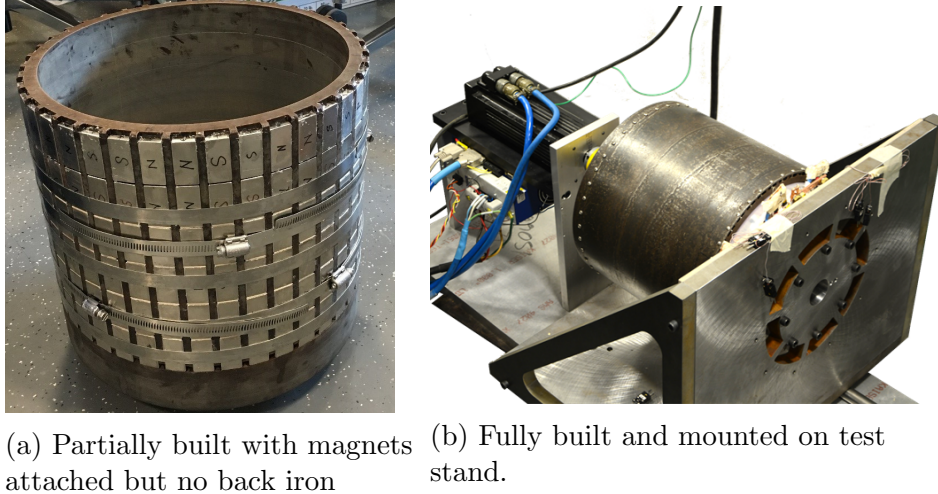 S S N N S S N N S
S N S
(a) Partially built with magnets
attached but no back iron
(b) Fully built and mounted on test
stand.